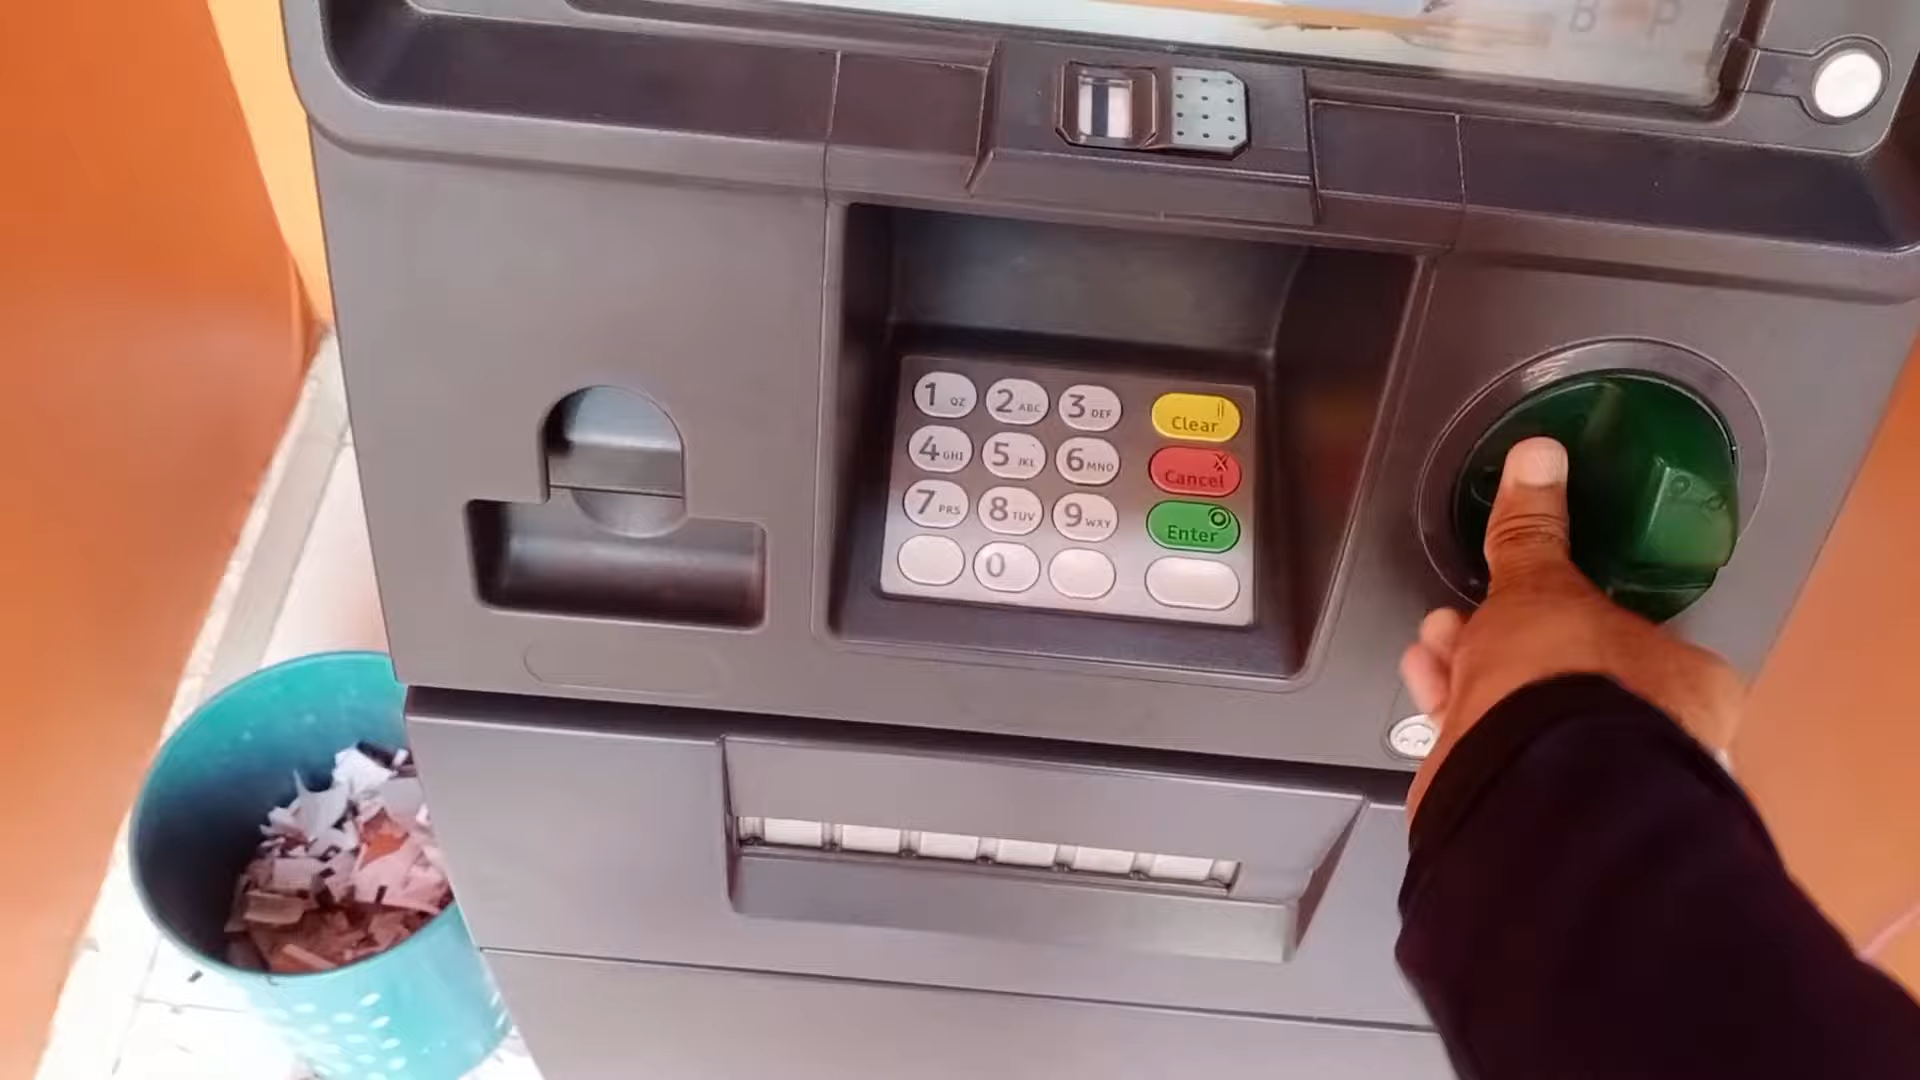 B P
1 QZ 2 ABC 3 DEF Clear
4 GHI 5 JKL 6 MNO Cancel
7 PRS 8 TUV 9 WXY Enter
0